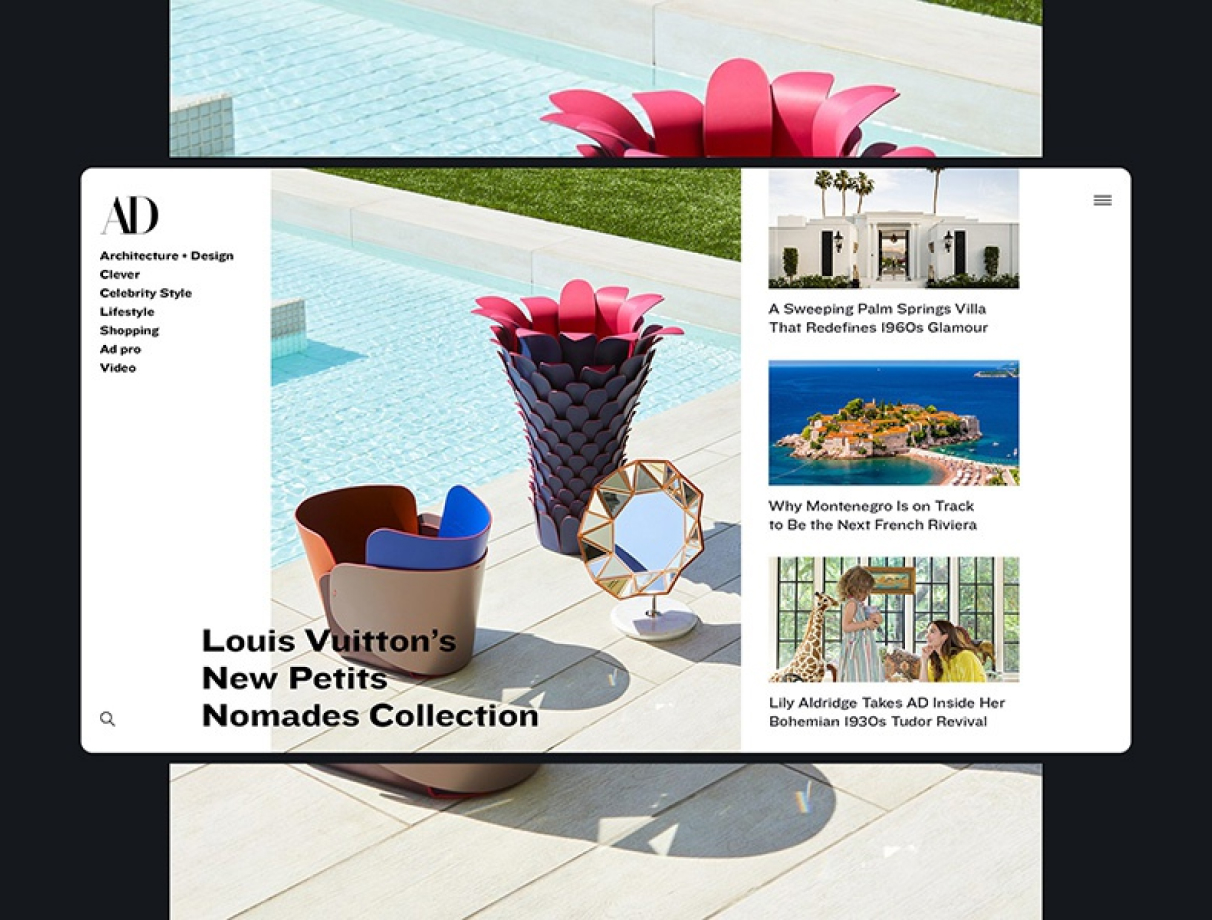 AD
Architecture + Design
Clever
Celebrity Style
Lifestyle
Shopping
Ad pro
Video
Louis Vuitton’s
New Petits
Nomades Collection
A Sweeping Palm Springs Villa
That Redefines 1960s Glamour
Why Montenegro Is on Track
to Be the Next French Riviera
Lily Aldridge Takes AD Inside Her
Bohemian 1930s Tudor Revival